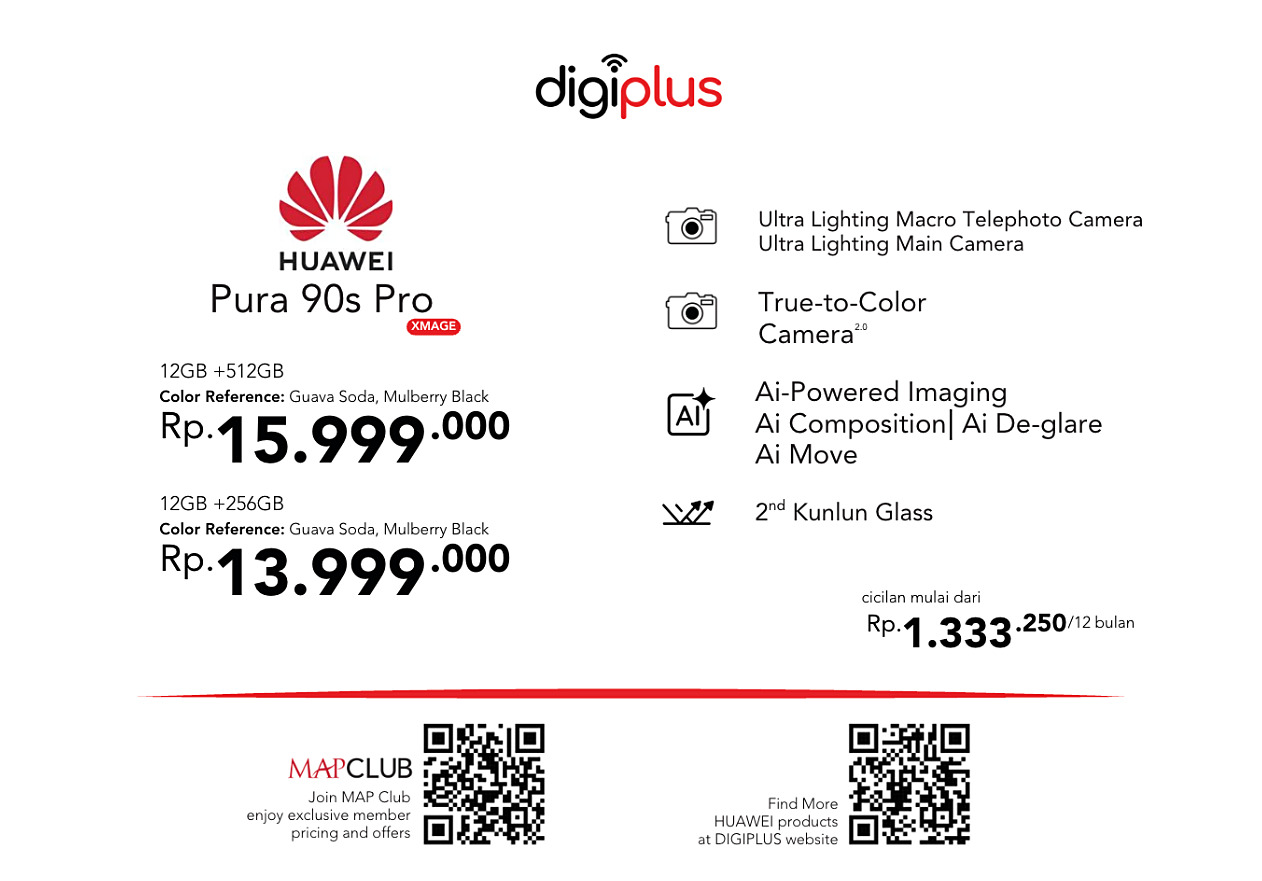 digiplus
HUAWEI
Pura 90s Pro
XMAGE
12GB +512GB
Color Reference: Guava Soda, Mulberry Black
Rp.15.999.000
12GB +256GB
Color Reference: Guava Soda, Mulberry Black
Rp.13.999.000
Ultra Lighting Macro Telephoto Camera
Ultra Lighting Main Camera
True-to-Color
Camera2.0
AI
Ai-Powered Imaging
Ai Composition| Ai De-glare
Ai Move
2nd Kunlun Glass
cicilan mulai dari
Rp.1.333.250/12 bulan
MAPCLUB
Join MAP Club
enjoy exclusive member
pricing and offers
Find More
HUAWEI products
at DIGIPLUS website